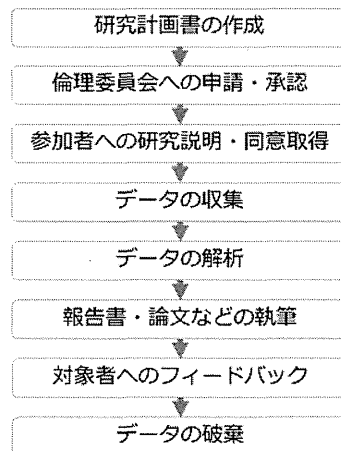 研究計画書の作成
倫理委員会への申請・承認
参加者への研究説明・同意取得
データの収集
データの解析
報告書・論文などの執筆
対象者へのフィードバック
データの破棄